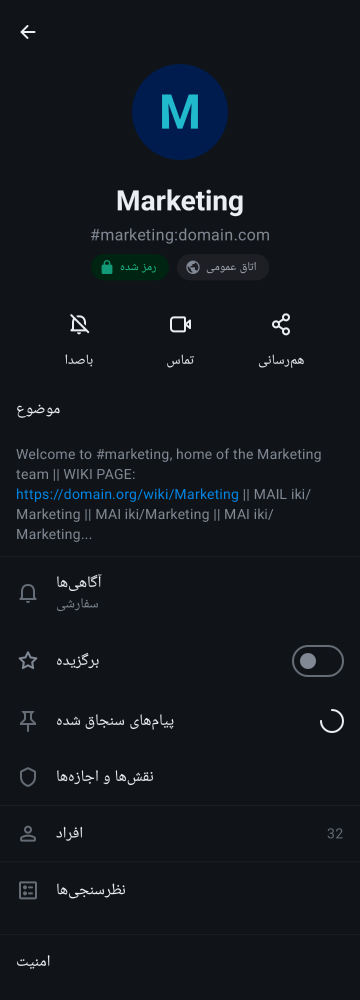 M
Marketing
#marketing:domain.com
رمز شده
اتاق عمومی
باصدا
تماس
هم‌رسانی
موضوع
Welcome to #marketing, home of the Marketing
team || WIKI PAGE:
https://domain.org/wiki/Marketing || MAIL iki/
Marketing || MAI iki/Marketing || MAI iki/
Marketing...
آگاهی‌ها
سفارشی
برگزیده
پیام‌های سنجاق شده
نقش‌ها و اجازه‌ها
افراد 32
نظرسنجی‌ها
امنیت